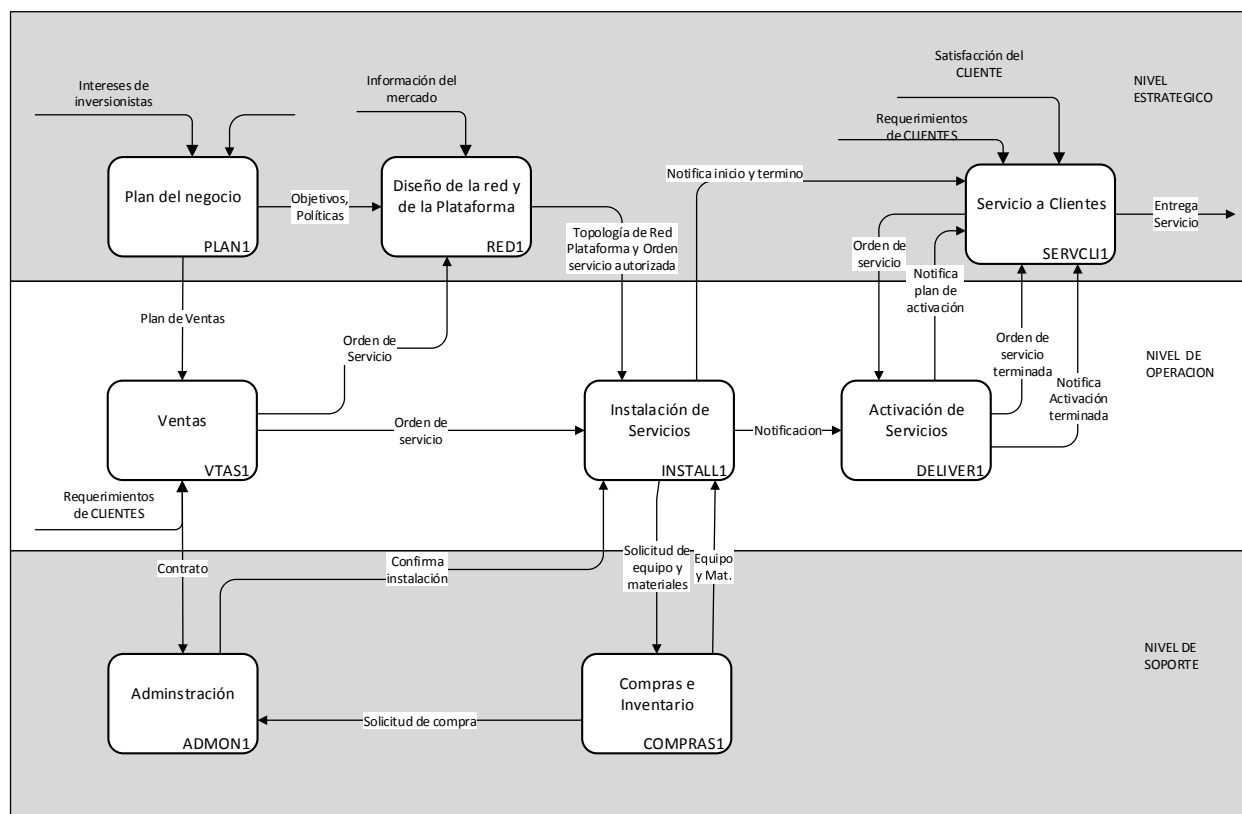 Intereses de
inversionistas
Información del
mercado
Satisfacción del
CLIENTE
NIVEL
ESTRATEGICO
Requerimientos
de CLIENTES
Plan del negocio
PLAN1
Objetivos,
Políticas
Diseño de la red y
de la Plataforma
RED1
Notifica inicio y termino
Servicio a Clientes
SERVCLI1
Entrega
Servicio
Topología de Red
Plataforma y Orden
servicio autorizada
Orden de
servicio
Notifica
plan de
activación
Plan de Ventas
Orden de
Servicio
Orden de
servicio
terminada
Notifica
Activación
terminada
NIVEL DE
OPERACION
Ventas
VTAS1
Orden de
servicio
Instalación de
Servicios
INSTALL1
Notificacion
Activación de
Servicios
DELIVER1
Requerimientos
de CLIENTES
Contrato
Confirma
instalación
Solicitud de
equipo y
materiales
Equipo
y Mat.
NIVEL DE
SOPORTE
Adminstración
ADMON1
Solicitud de compra
Compras e
Inventario
COMPRAS1